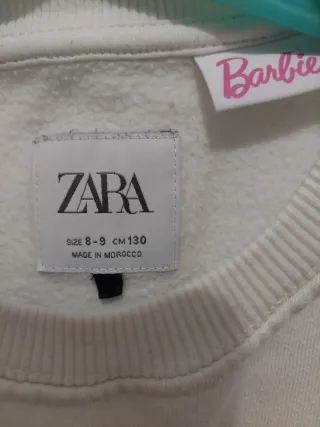 Barbie
ZARA
SIZE 8-9 CM 130
MADE IN MOROCCO